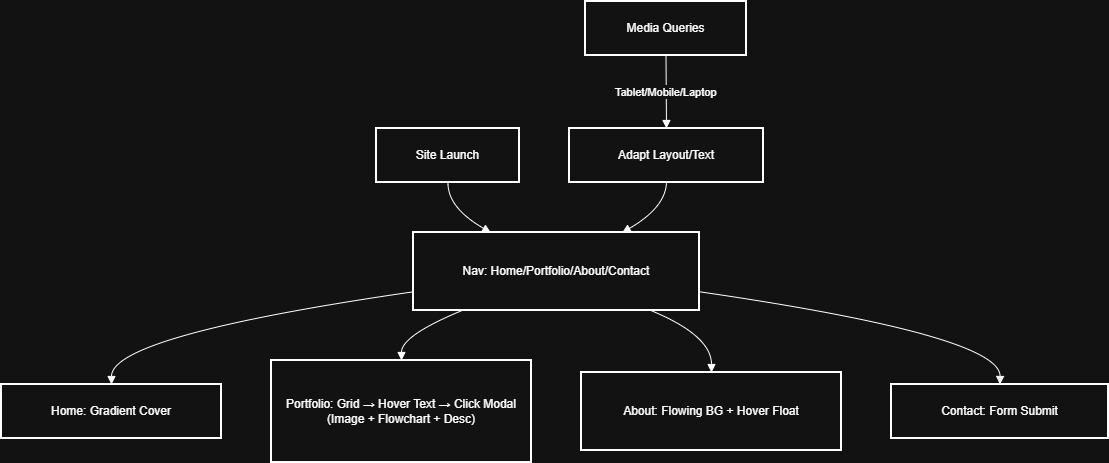 Media Queries
Tablet/Mobile/Laptop
Site Launch
Adapt Layout/Text
Nav: Home/Portfolio/About/Contact
Home: Gradient Cover
Portfolio: Grid → Hover Text → Click Modal
(Image + Flowchart + Desc)
About: Flowing BG + Hover Float
Contact: Form Submit